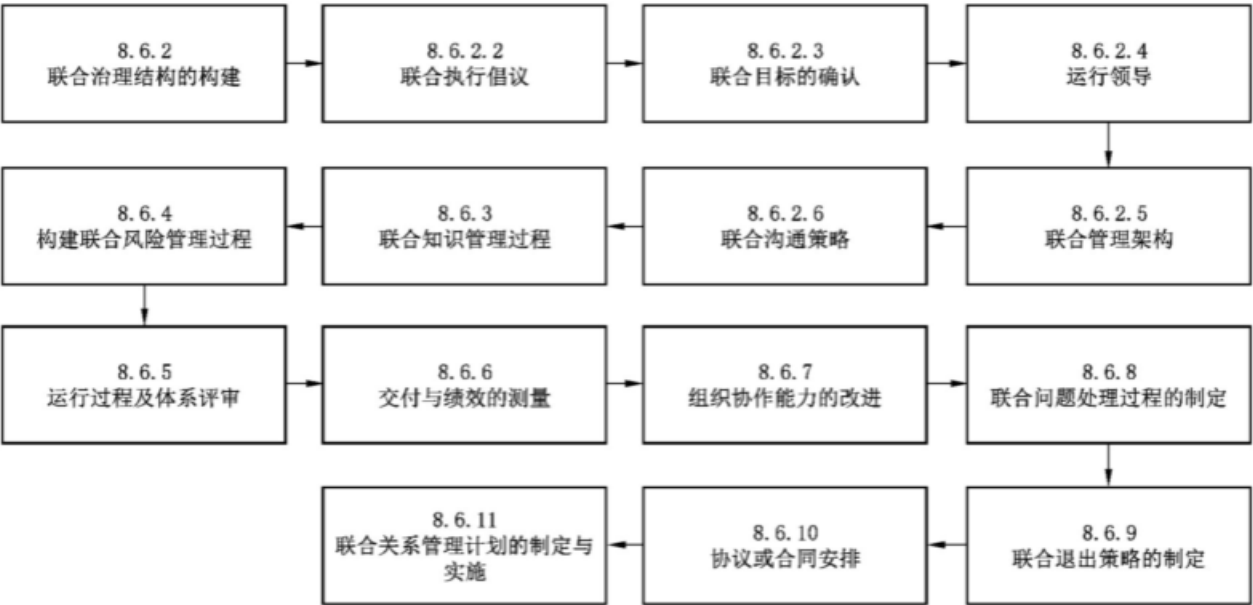 8.6.2
联合治理结构的构建
8.6.2.2
联合执行倡议
8.6.2.3
联合目标的确认
8.6.2.4
运行领导
8.6.2.5
联合管理架构
8.6.2.6
联合沟通策略
8.6.3
联合知识管理过程
8.6.4
构建联合风险管理过程
8.6.5
运行过程及体系评审
8.6.6
交付与绩效的测量
8.6.7
组织协作能力的改进
8.6.8
联合问题处理过程的制定
8.6.9
联合退出策略的制定
8.6.10
协议或合同安排
8.6.11
联合关系管理计划的制定与
实施